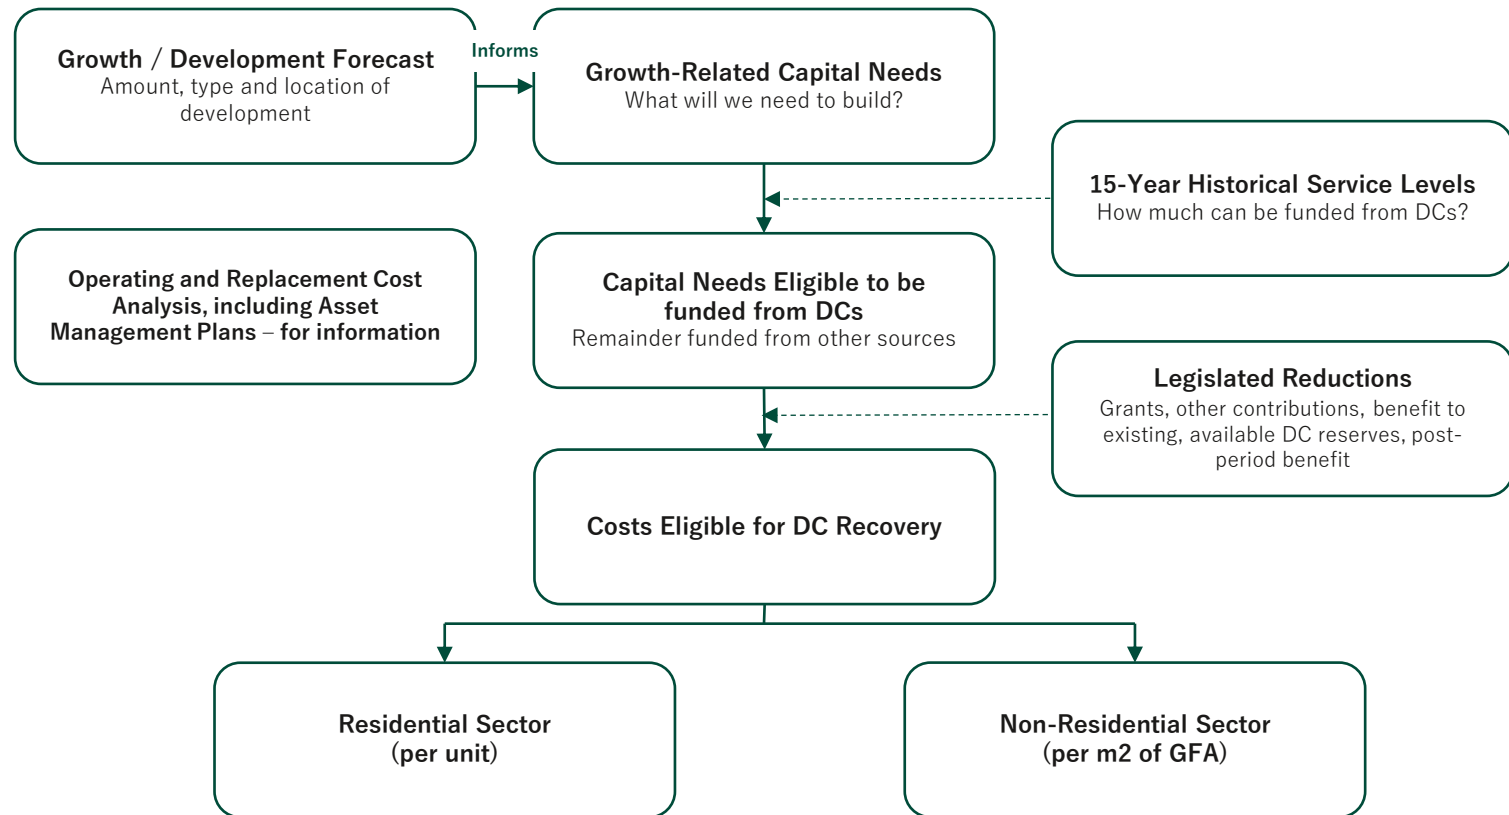 Growth / Development Forecast
Amount, type and location of
development
Informs
Growth-Related Capital Needs
What will we need to build?
15-Year Historical Service Levels
How much can be funded from DCs?
Operating and Replacement Cost
Analysis, including Asset
Management Plans – for information
Capital Needs Eligible to be
funded from DCs
Remainder funded from other sources
Legislated Reductions
Grants, other contributions, benefit to
existing, available DC reserves, post-
period benefit
Costs Eligible for DC Recovery
Residential Sector
(per unit)
Non-Residential Sector
(per m2 of GFA)